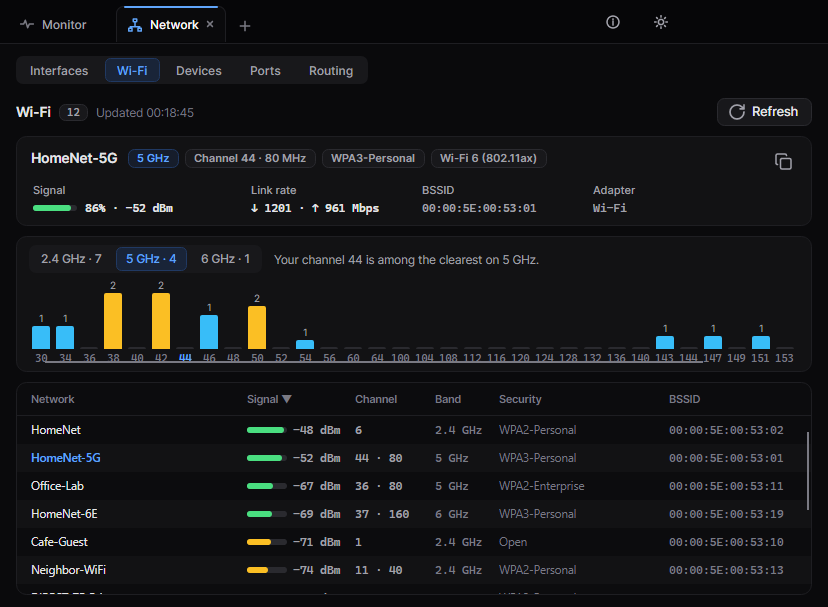 Monitor Network × +
Interfaces Wi-Fi Devices Ports Routing
Wi-Fi 12 Updated 00:18:45 Refresh
HomeNet-5G 5 GHz Channel 44 · 80 MHz WPA3-Personal Wi-Fi 6 (802.11ax)
Signal Link rate BSSID Adapter
86% · −52 dBm ↓ 1201 · ↑ 961 Mbps 00:00:5E:00:53:01 Wi-Fi
2.4 GHz · 7 5 GHz · 4 6 GHz · 1 Your channel 44 is among the clearest on 5 GHz.
1 1 2 2 1 2 1 1 1 1
30 34 36 38 40 42 44 46 48 50 52 54 56 60 64 100 104 108 112 116 120 124 128 132 136 140 143 144 147 149 151 153
Network Signal ▼ Channel Band Security BSSID
HomeNet −48 dBm 6 2.4 GHz WPA2-Personal 00:00:5E:00:53:02
HomeNet-5G −52 dBm 44 · 80 5 GHz WPA3-Personal 00:00:5E:00:53:01
Office-Lab −67 dBm 36 · 80 5 GHz WPA2-Enterprise 00:00:5E:00:53:11
HomeNet-6E −69 dBm 37 · 160 6 GHz WPA3-Personal 00:00:5E:00:53:19
Cafe-Guest −71 dBm 1 2.4 GHz Open 00:00:5E:00:53:10
Neighbor-WiFi −74 dBm 11 · 40 2.4 GHz WPA2-Personal 00:00:5E:00:53:13